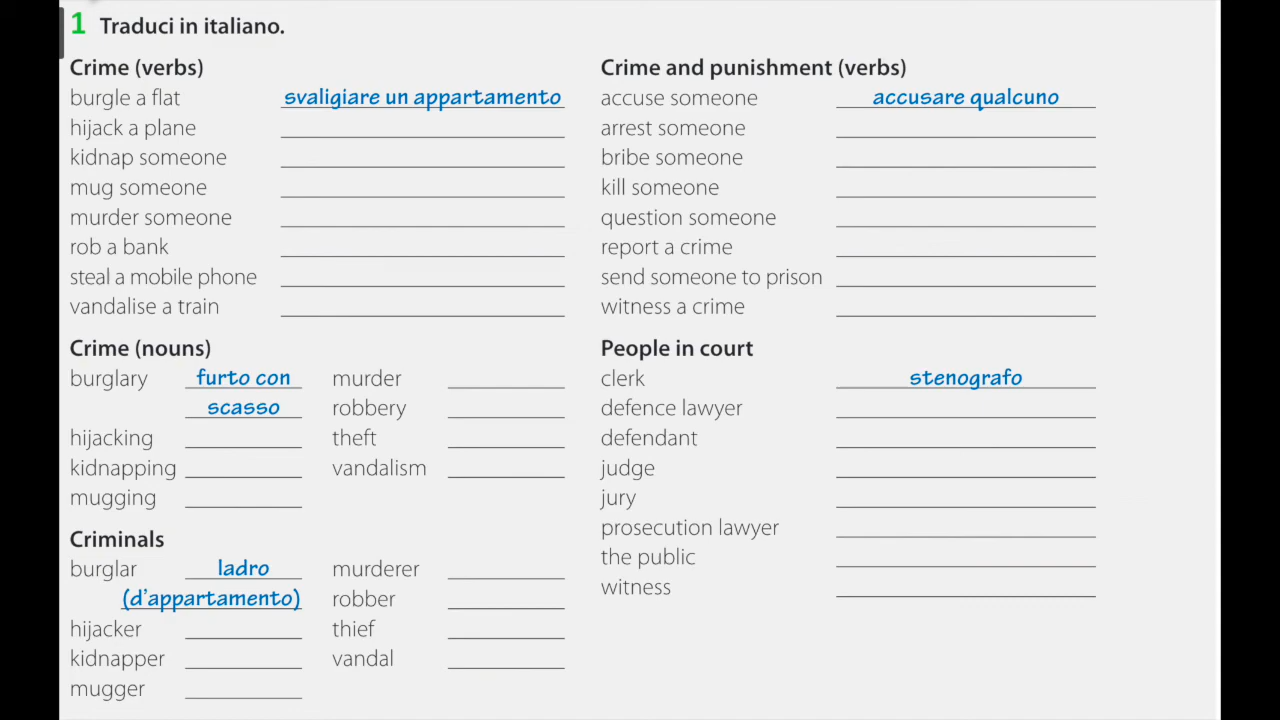 1 Traduci in italiano.
Crime (verbs)
burgle a flat svaligiare un appartamento
hijack a plane
kidnap someone
mug someone
murder someone
rob a bank
steal a mobile phone
vandalise a train
Crime (nouns)
burglary furto con
scasso
hijacking
kidnapping
mugging
murder
robbery
theft
vandalism
Criminals
burglar ladro
(d'appartamento)
hijacker
kidnapper
mugger
murderer
robber
thief
vandal
Crime and punishment (verbs)
accuse someone accusare qualcuno
arrest someone
bribe someone
kill someone
question someone
report a crime
send someone to prison
witness a crime
People in court
clerk stenografo
defence lawyer
defendant
judge
jury
prosecution lawyer
the public
witness